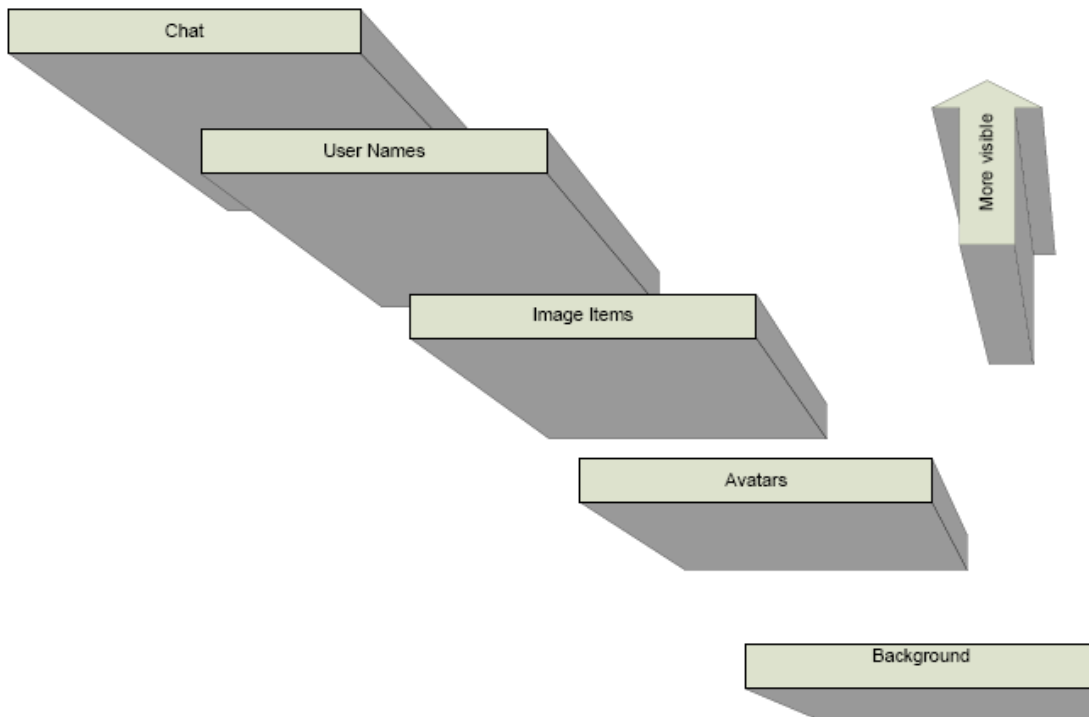 Chat
User Names
More visible
Image Items
Avatars
Background